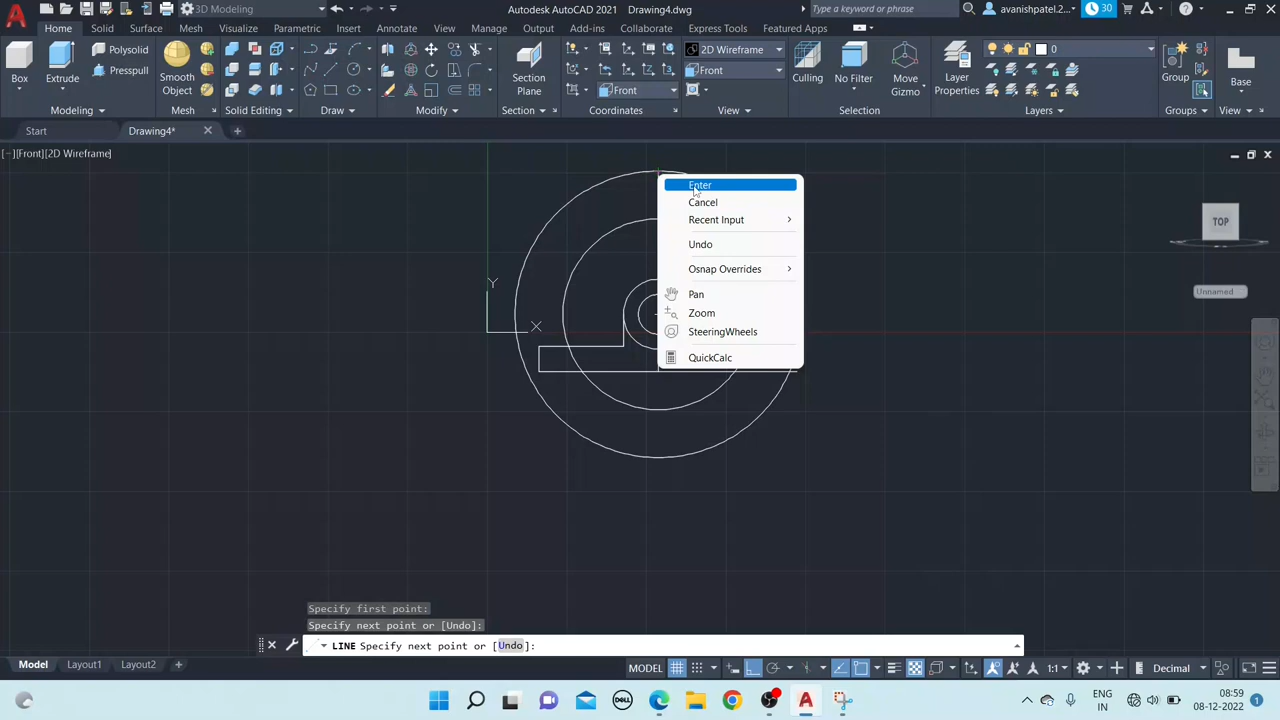 3D Modeling
Autodesk AutoCAD 2021 Drawing4.dwg
Type a keyword or phrase
avanishpatel.2...
30
Home Solid Surface Mesh Visualize Parametric Insert Annotate View Manage Output Add-ins Collaborate Express Tools Featured Apps
Box
Extrude
Polysolid
Presspull
Smooth
Object
Section
Plane
2D Wireframe
Front
Front
Culling
No Filter
Move
Gizmo
Layer
Properties
0
Group
Base
Modeling
Mesh
Solid Editing
Draw
Modify
Section
Coordinates
View
Selection
Layers
Groups
View
Start
Drawing4*
[−][Front][2D Wireframe]
Enter
Cancel
Recent Input
Undo
Osnap Overrides
Pan
Zoom
SteeringWheels
QuickCalc
TOP
Unnamed
Y
X
Specify first point:
Specify next point or [Undo]:
LINE Specify next point or [Undo]:
Model Layout1 Layout2
MODEL
1:1
Decimal
DELL
ENG
IN
08:59
08-12-2022
1